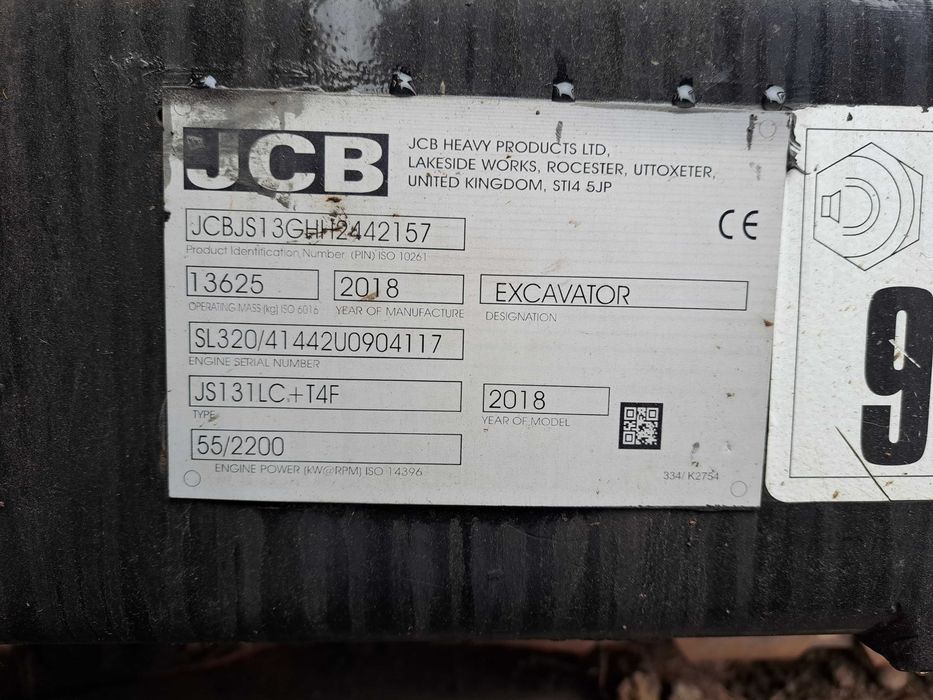 JCB
JCB HEAVY PRODUCTS LTD,
LAKESIDE WORKS, ROCESTER, UTTOXETER,
UNITED KINGDOM, ST14 5JP
JCBJS13GHH2442157
Product Identification Number (PIN) ISO 10261
CE
13625
2018
EXCAVATOR
OPERATING MASS (kg) ISO 6016
YEAR OF MANUFACTURE
DESIGNATION
SL320/41442U0904117
ENGINE SERIAL NUMBER
JS131LC+T4F
2018
TYPE
YEAR OF MODEL
55/2200
ENGINE POWER (kW@RPM) ISO 14396
334/ K2754
9